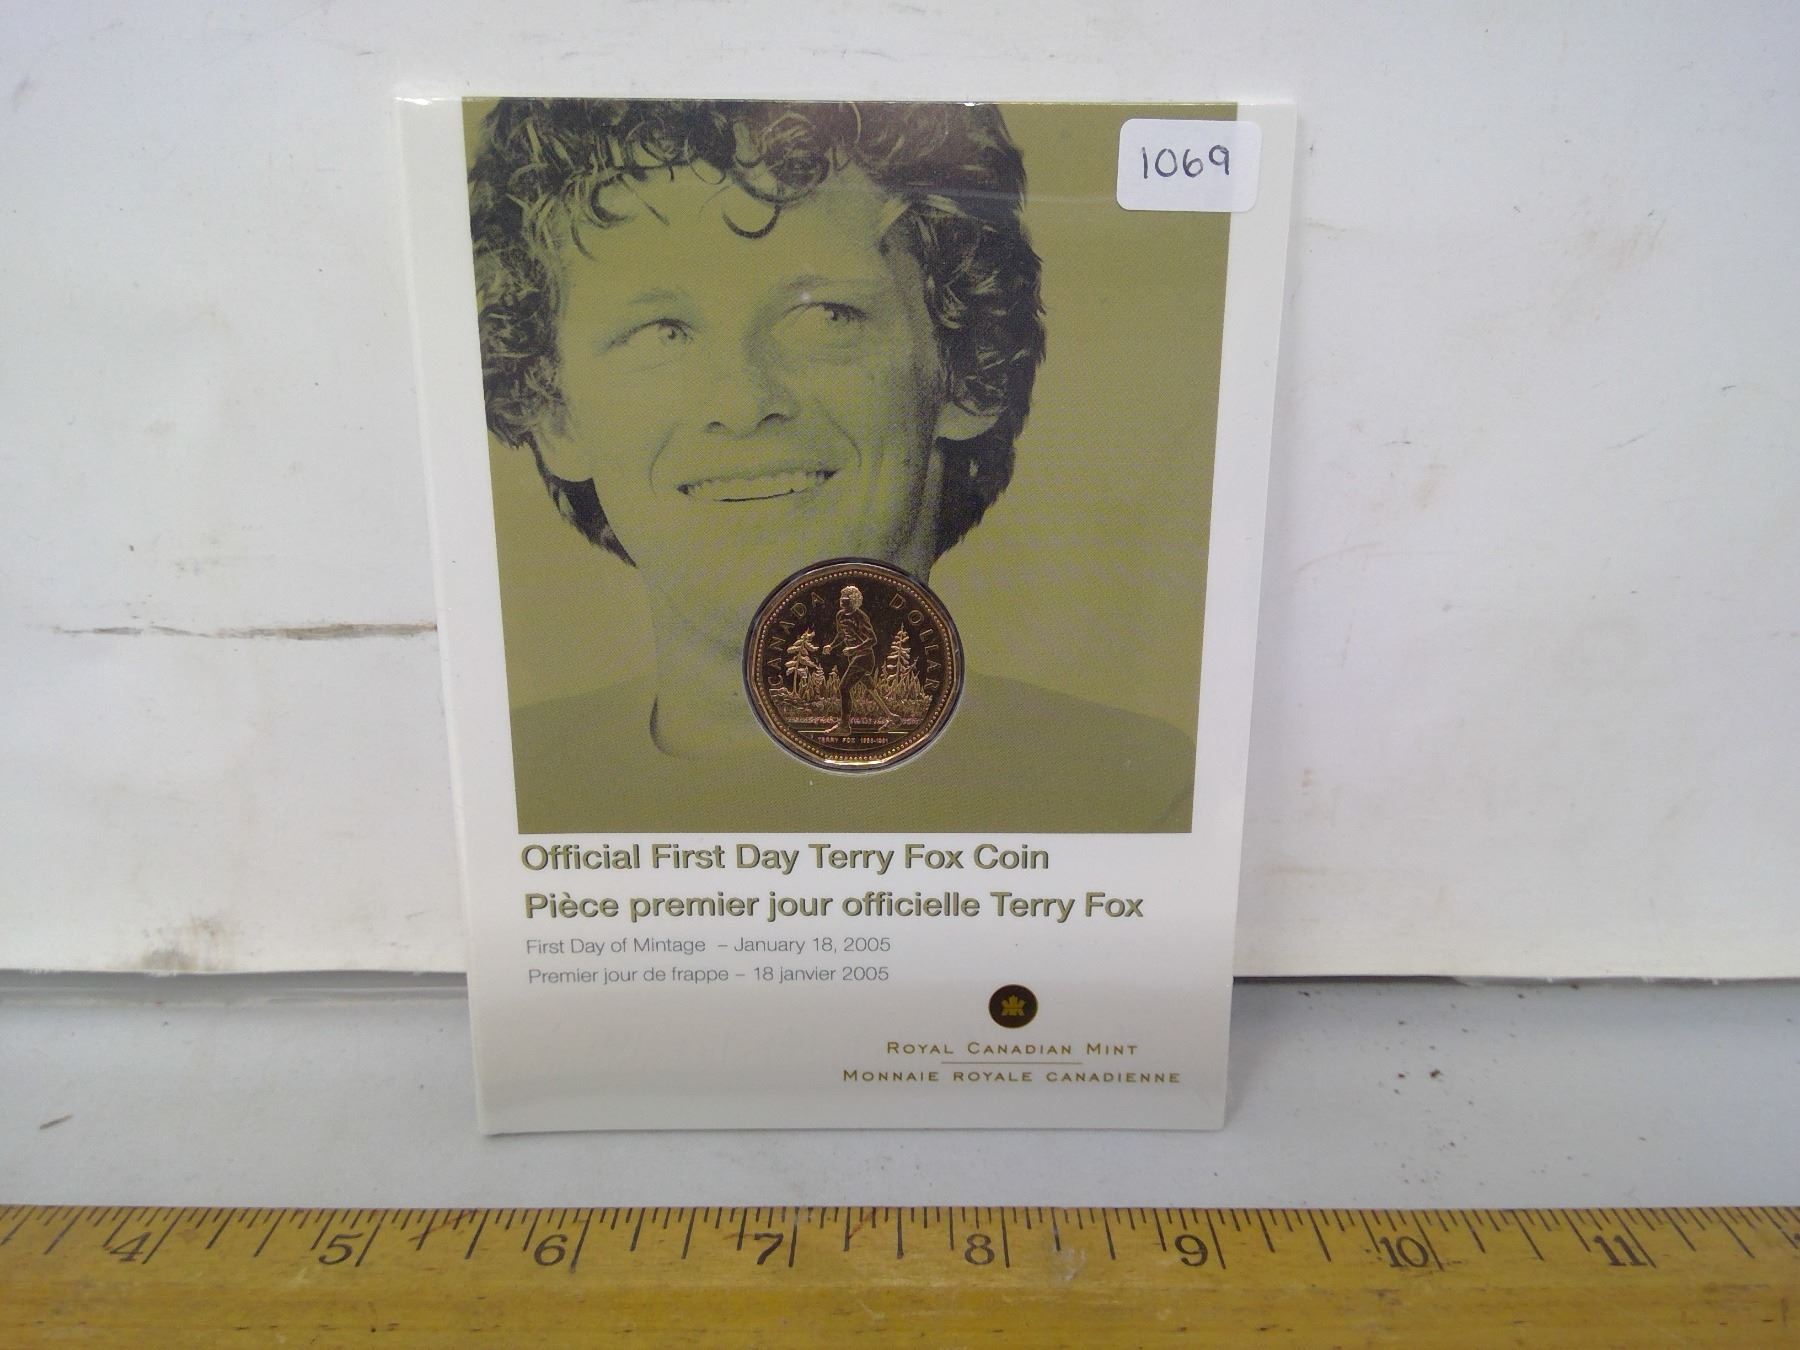 1069
CANADA DOLLAR
TERRY FOX 1958-1981
Official First Day Terry Fox Coin
Pièce premier jour officielle Terry Fox
First Day of Mintage – January 18, 2005
Premier jour de frappe – 18 janvier 2005
ROYAL CANADIAN MINT
MONNAIE ROYALE CANADIENNE
4 5 6 7 8 9 10 11